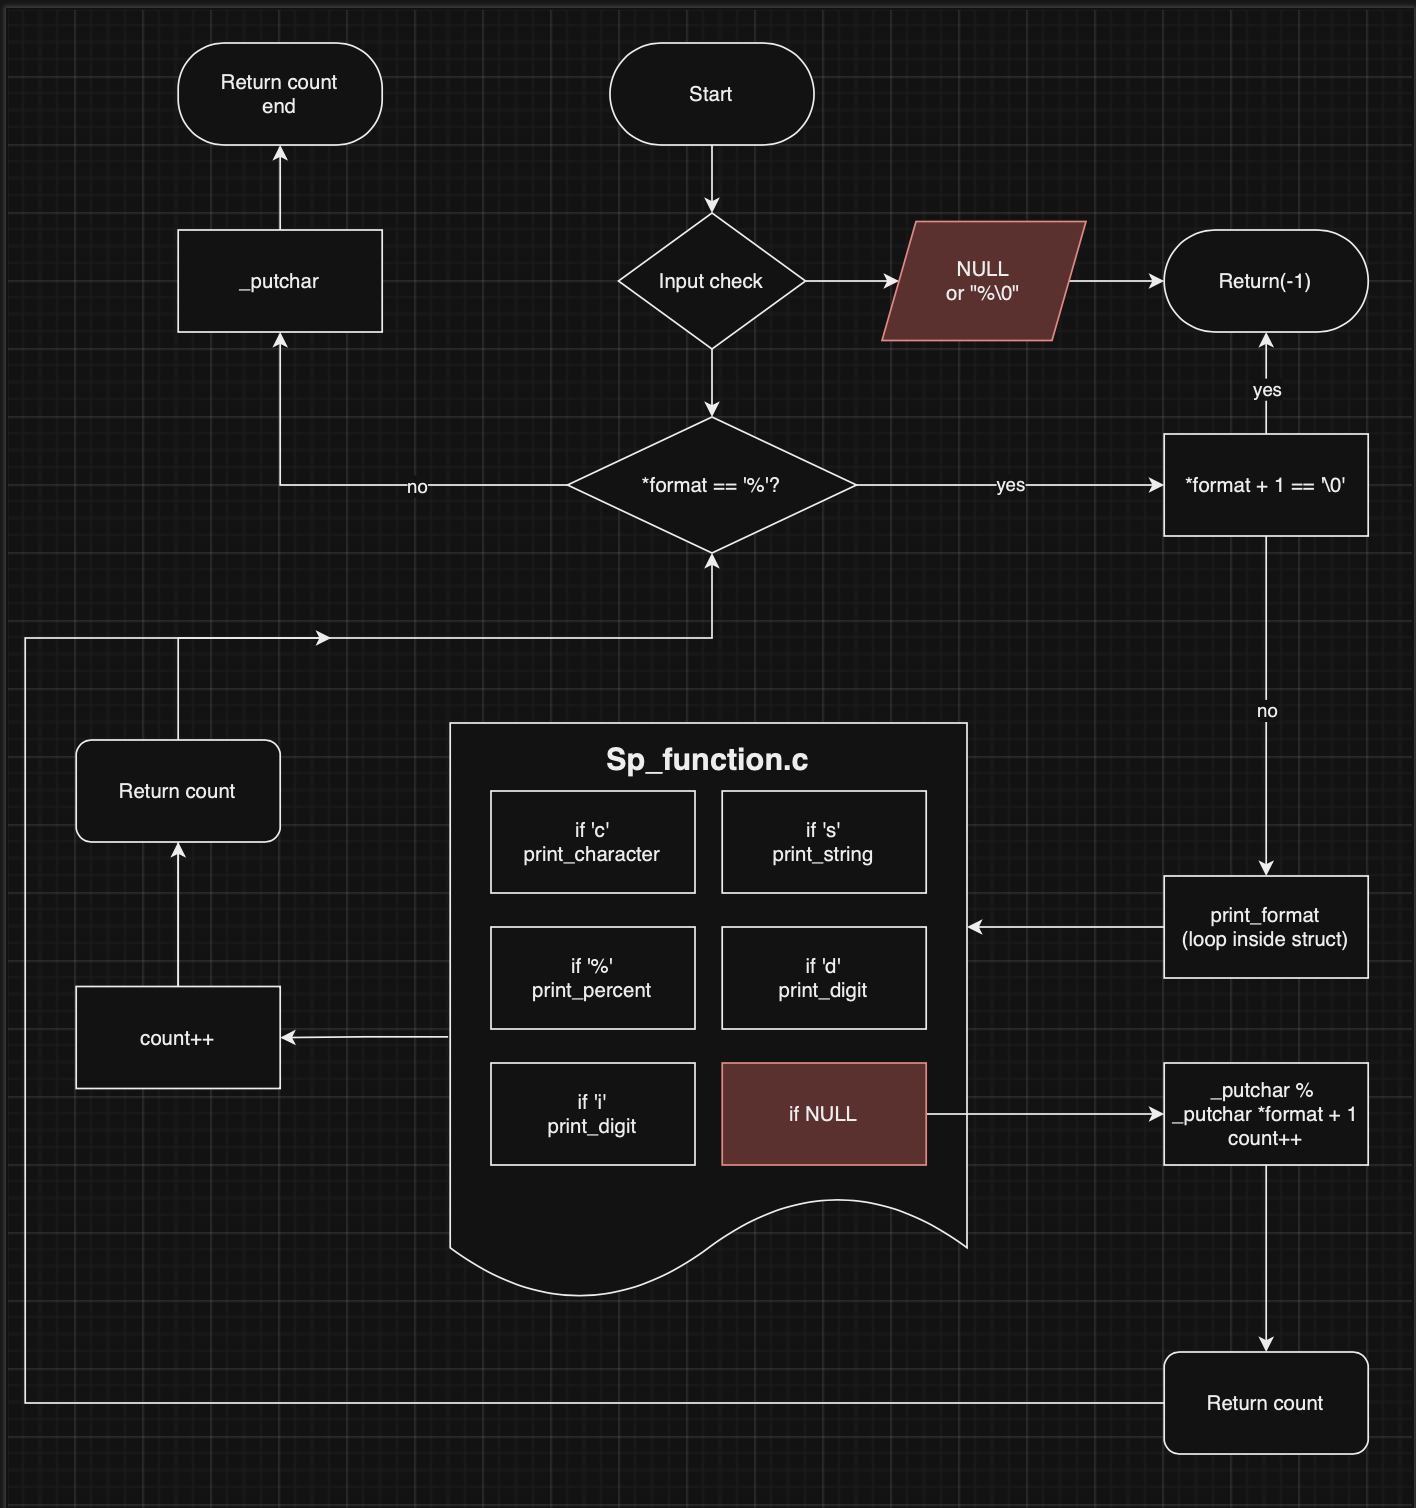 Return count
end
Start
_putchar
Input check
NULL
or "%\0"
Return(-1)
yes
*format == '%'?
no
yes
*format + 1 == '\0'
no
Sp_function.c
Return count
if 'c'
print_character
if 's'
print_string
print_format
(loop inside struct)
if '%'
print_percent
if 'd'
print_digit
count++
if 'i'
print_digit
if NULL
_putchar %
_putchar *format + 1
count++
Return count